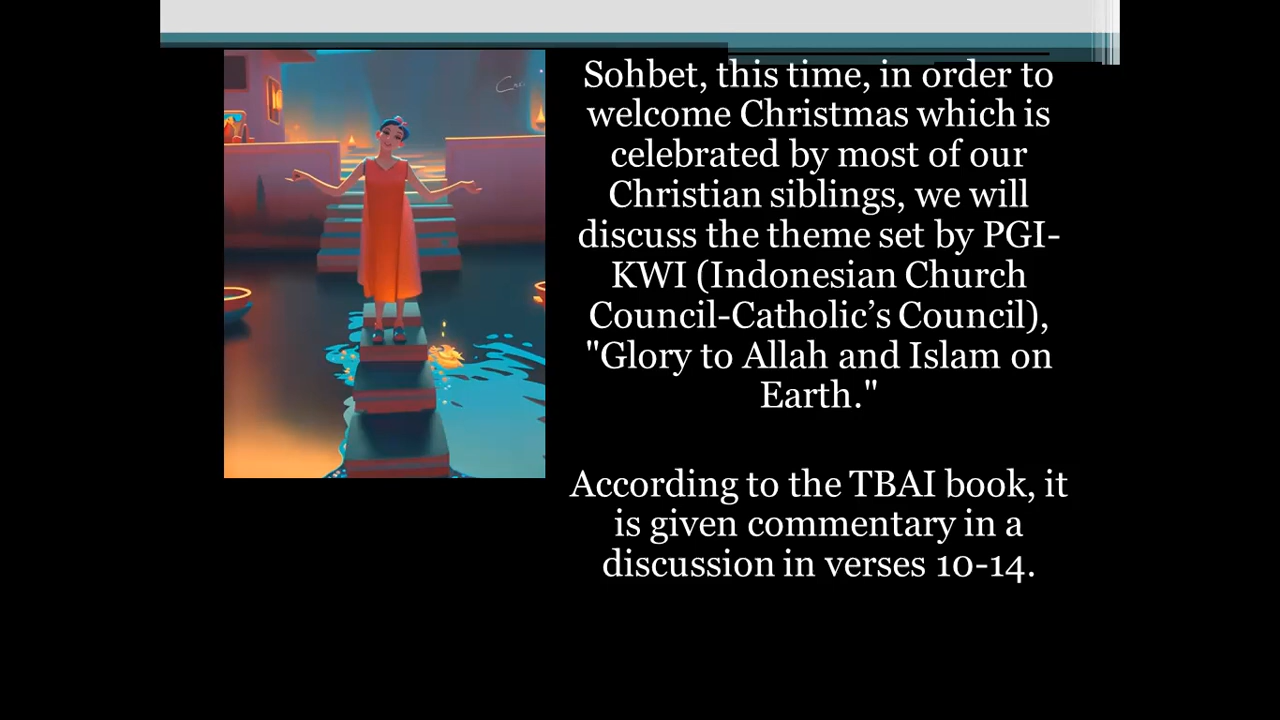 Sohbet, this time, in order to
welcome Christmas which is
celebrated by most of our
Christian siblings, we will
discuss the theme set by PGI-
KWI (Indonesian Church
Council-Catholic’s Council),
"Glory to Allah and Islam on
Earth."
According to the TBAI book, it
is given commentary in a
discussion in verses 10-14.